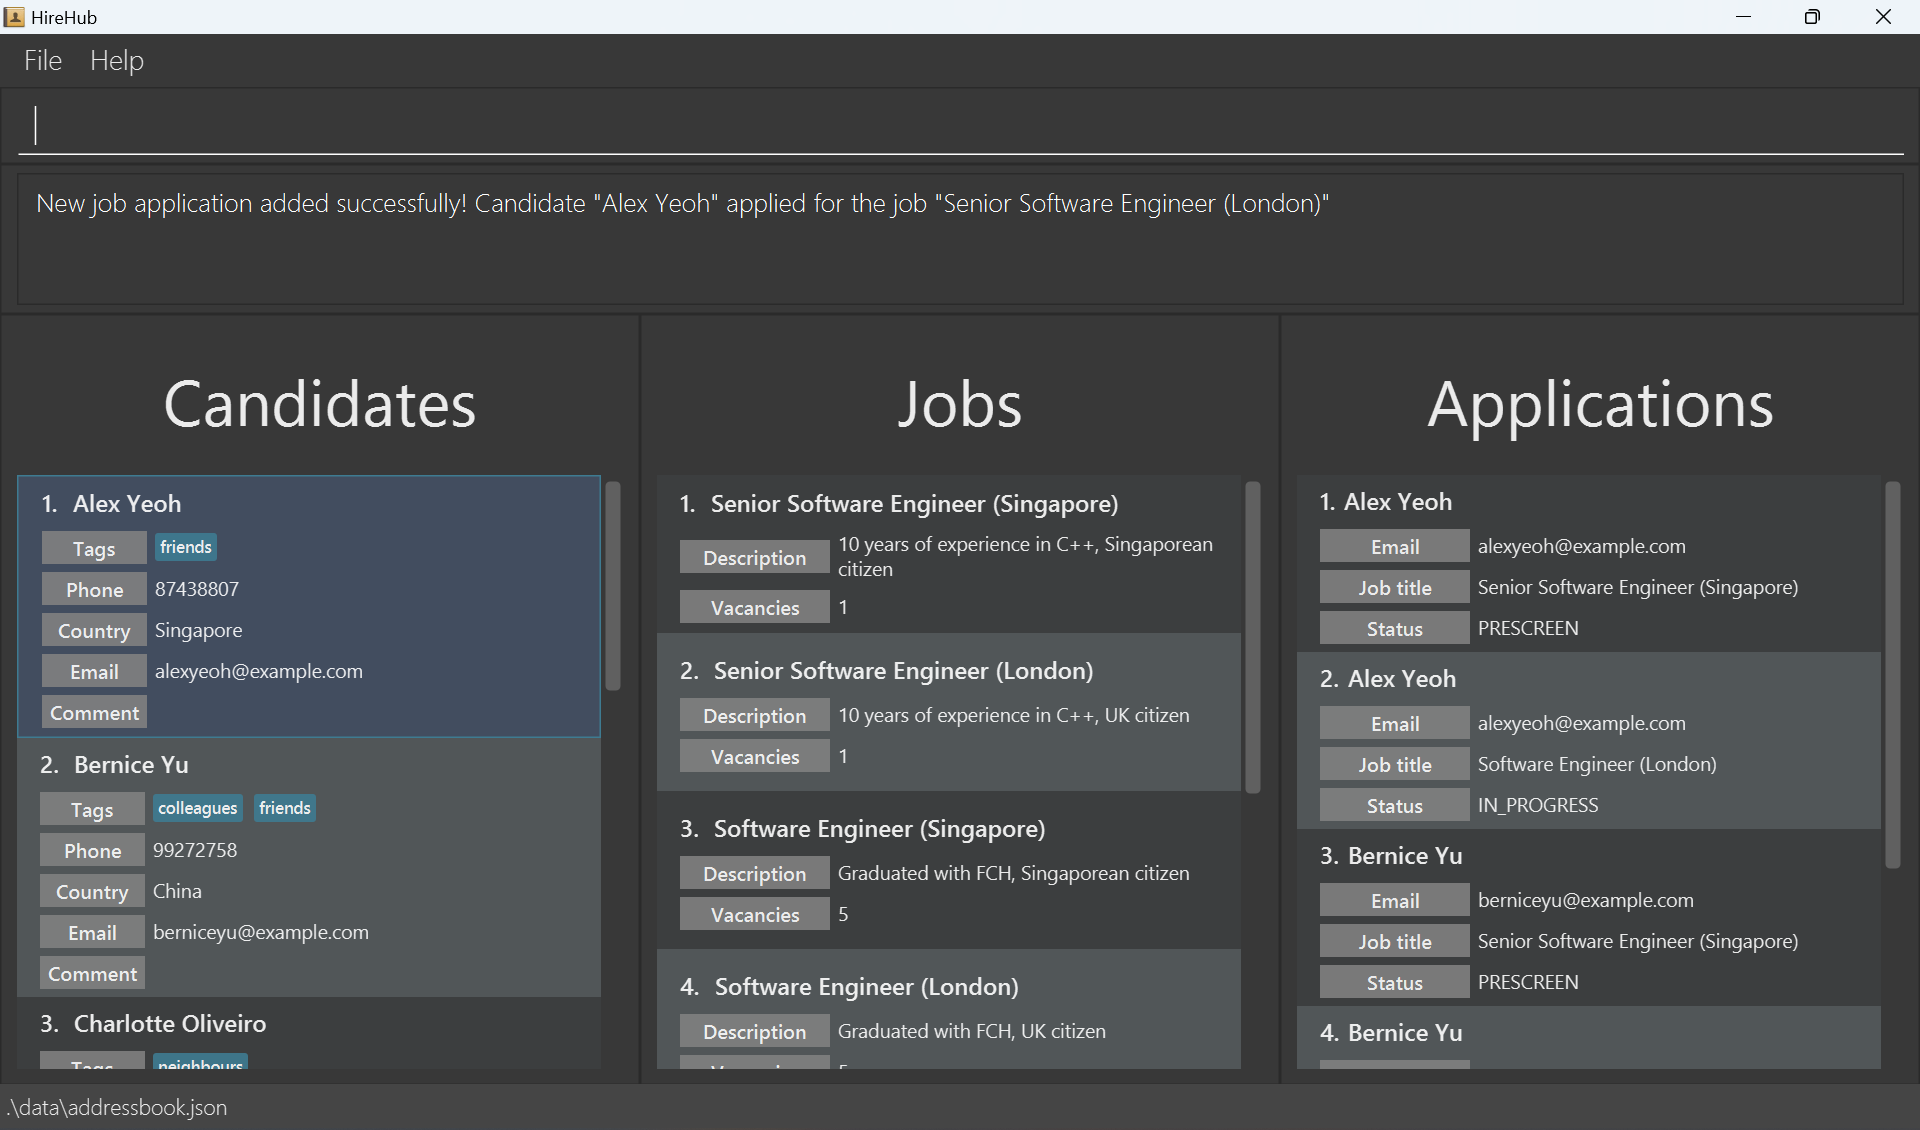 HireHub
File Help
New job application added successfully! Candidate "Alex Yeoh" applied for the job "Senior Software Engineer (London)"
Candidates
1. Alex Yeoh
Tags friends
Phone 87438807
Country Singapore
Email alexyeoh@example.com
Comment
2. Bernice Yu
Tags colleagues friends
Phone 99272758
Country China
Email berniceyu@example.com
Comment
3. Charlotte Oliveiro
Tags neighbours
Jobs
1. Senior Software Engineer (Singapore)
Description 10 years of experience in C++, Singaporean
citizen
Vacancies 1
2. Senior Software Engineer (London)
Description 10 years of experience in C++, UK citizen
Vacancies 1
3. Software Engineer (Singapore)
Description Graduated with FCH, Singaporean citizen
Vacancies 5
4. Software Engineer (London)
Description Graduated with FCH, UK citizen
Applications
1. Alex Yeoh
Email alexyeoh@example.com
Job title Senior Software Engineer (Singapore)
Status PRESCREEN
2. Alex Yeoh
Email alexyeoh@example.com
Job title Software Engineer (London)
Status IN_PROGRESS
3. Bernice Yu
Email berniceyu@example.com
Job title Senior Software Engineer (Singapore)
Status PRESCREEN
4. Bernice Yu
.\data\addressbook.json